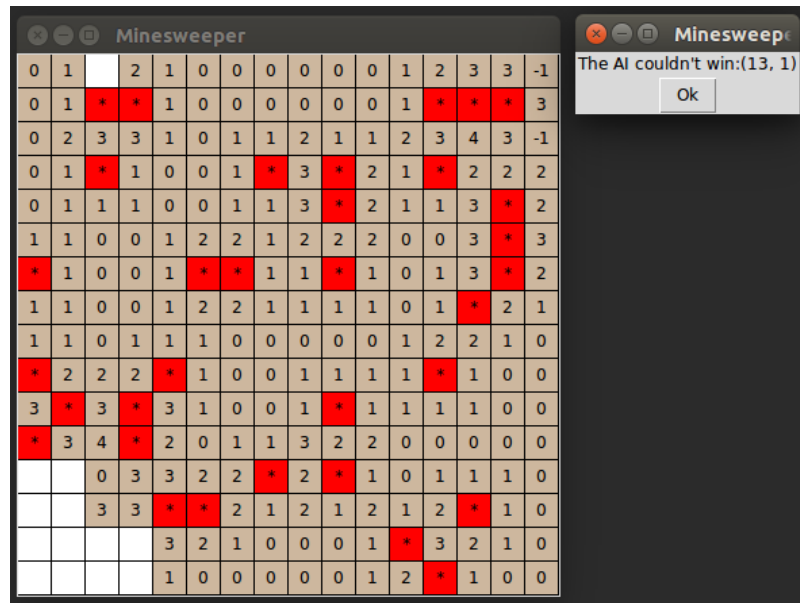 Minesweeper
0 1 2 1 0 0 0 0 0 0 1 2 3 3 -1
0 1 * * 1 0 0 0 0 0 0 1 * * * 3
0 2 3 3 1 0 1 1 2 1 1 2 3 4 3 -1
0 1 * 1 0 0 1 * 3 * 2 1 * 2 2 2
0 1 1 1 0 0 1 1 3 * 2 1 1 3 * 2
1 1 0 0 1 2 2 1 2 2 2 0 0 3 * 3
* 1 0 0 1 * * 1 1 * 1 0 1 3 * 2
1 1 0 0 1 2 2 1 1 1 1 0 1 * 2 1
1 1 0 1 1 1 0 0 0 0 0 1 2 2 1 0
* 2 2 2 * 1 0 0 1 1 1 1 * 1 0 0
3 * 3 * 3 1 0 0 1 * 1 1 1 1 0 0
* 3 4 * 2 0 1 1 3 2 2 0 0 0 0 0
0 3 3 2 2 * 2 * 1 0 1 1 1 0
3 3 * * 2 1 2 1 2 1 2 * 1 0
3 2 1 0 0 0 1 * 3 2 1 0
1 0 0 0 0 0 1 2 * 1 0 0
Minesweepe
The AI couldn't win:(13, 1)
Ok